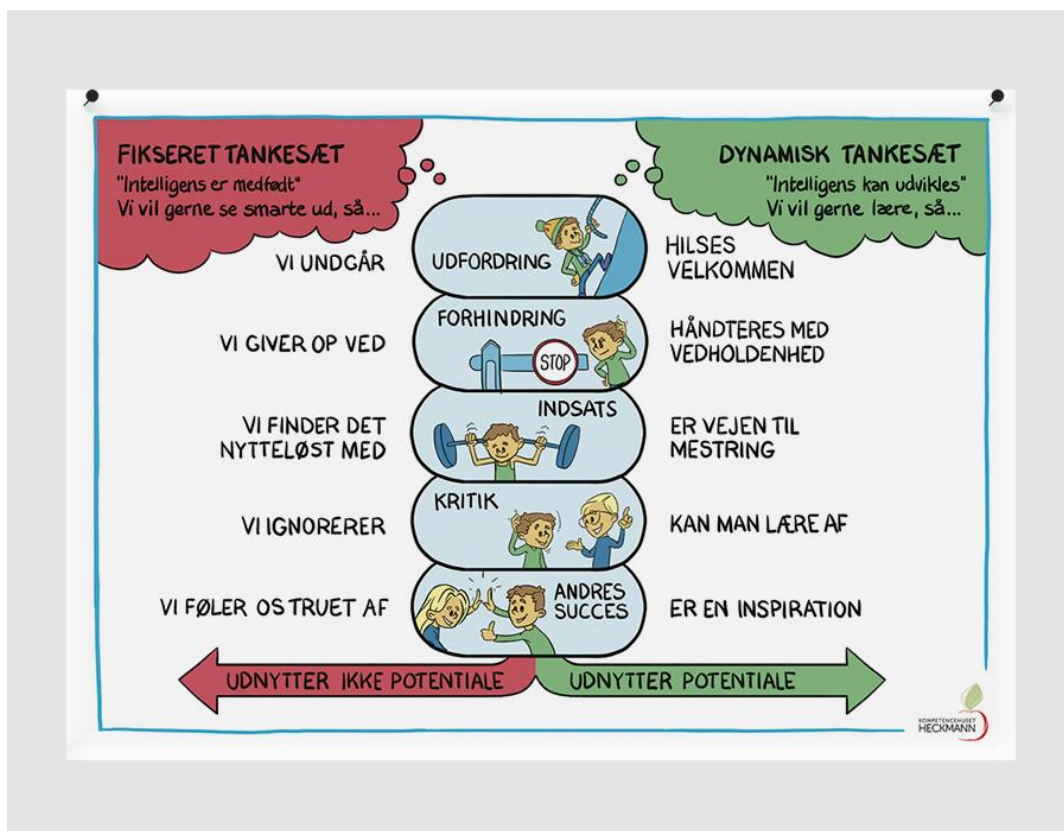 FIKSERET TANKESÆT
"Intelligens er medfødt"
Vi vil gerne se smarte ud, så...
DYNAMISK TANKESÆT
"Intelligens kan udvikles"
Vi vil gerne lære, så...
VI UNDGÅR
UDFORDRING
HILSES
VELKOMMEN
VI GIVER OP VED
FORHINDRING
STOP
HÅNDTERES MED
VEDHOLDENHED
VI FINDER DET
NYTTELØST MED
INDSATS
ER VEJEN TIL
MESTRING
VI IGNORERER
KRITIK
KAN MAN LÆRE AF
VI FØLER OS TRUET AF
ANDRES
SUCCES
ER EN INSPIRATION
UDNYTTER IKKE POTENTIALE
UDNYTTER POTENTIALE
KOMPETENCEHUSET
HECKMANN